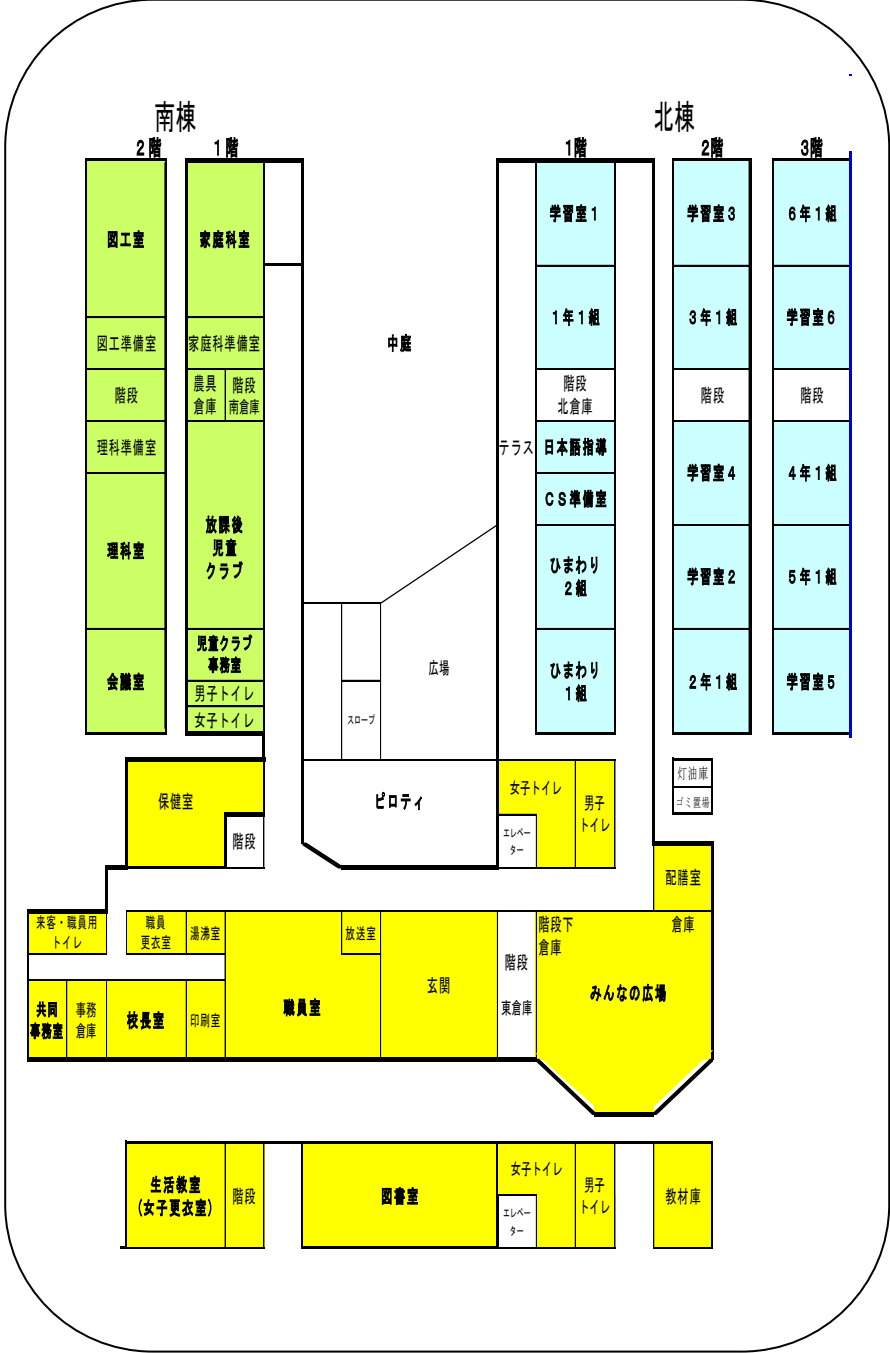 南棟
北棟
２階
１階
1階
2階
3階
図工室
図工準備室
階段
理科準備室
理科室
会議室
家庭科室
家庭科準備室
農具
倉庫
階段
南倉庫
放課後
児童
クラブ
児童クラブ
事務室
男子トイレ
女子トイレ
中庭
広場
スロープ
テラス
学習室１
１年１組
階段
北倉庫
日本語指導
ＣＳ準備室
ひまわり
２組
ひまわり
１組
学習室３
３年１組
階段
学習室４
学習室２
２年１組
６年１組
学習室６
階段
４年１組
５年１組
学習室５
保健室
階段
ピロティ
女子トイレ
エレベー
ター
男子
トイレ
灯油庫
ゴミ置場
配膳室
来客・職員用
トイレ
職員
更衣室
湯沸室
放送室
共同
事務室
事務
倉庫
校長室
印刷室
職員室
玄関
階段
東倉庫
階段下
倉庫
倉庫
みんなの広場
生活教室
(女子更衣室)
階段
図書室
女子トイレ
エレベー
ター
男子
トイレ
教材庫